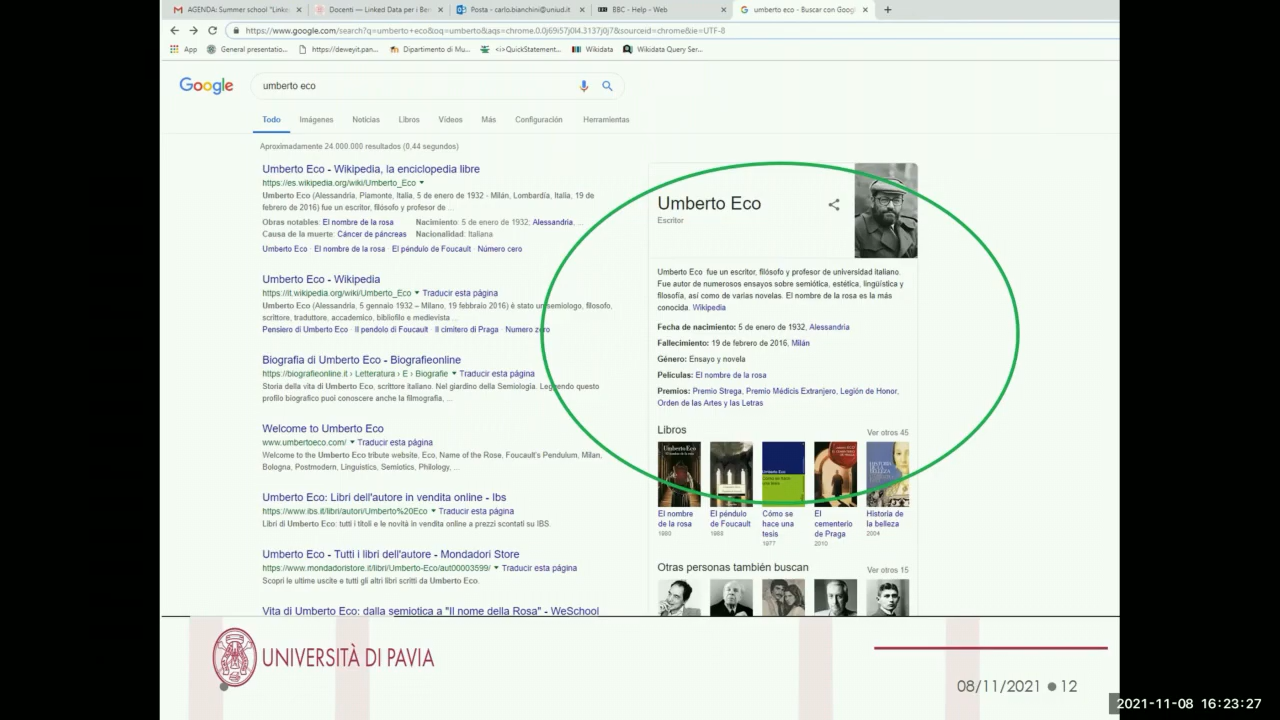 AGENDA: Summer school "Linke
Docenti — Linked Data per i Ber
Posta - carlo.bianchini@uniud.it
BBC - Help - Web
umberto eco - Buscar con Googl
https://www.google.com/search?q=umberto+eco&oq=umberto&aqs=chrome.0.0j69i57j0l4.3137j0j7&sourceid=chrome&ie=UTF-8
App
General presentatio...
https://deweyit.pan...
Dipartimento di Mu...
<i>QuickStatement...
Wikidata
Wikidata Query Ser...
Google
umberto eco
Todo Imágenes Noticias Libros Vídeos Más Configuración Herramientas
Aproximadamente 24.000.000 resultados (0,44 segundos)
Umberto Eco - Wikipedia, la enciclopedia libre
https://es.wikipedia.org/wiki/Umberto_Eco
Umberto Eco (Alessandria, Piamonte, Italia, 5 de enero de 1932 - Milán, Lombardía, Italia, 19 de
febrero de 2016) fue un escritor, filósofo y profesor de ...
Obras notables: El nombre de la rosa Nacimiento: 5 de enero de 1932; Alessandria, ...
Causa de la muerte: Cáncer de páncreas Nacionalidad: Italiana
Umberto Eco · El nombre de la rosa · El péndulo de Foucault · Número cero
Umberto Eco - Wikipedia
https://it.wikipedia.org/wiki/Umberto_Eco Traducir esta página
Umberto Eco (Alessandria, 5 gennaio 1932 – Milano, 19 febbraio 2016) è stato un semiologo, filosofo,
scrittore, traduttore, accademico, bibliofilo e medievista ...
Pensiero di Umberto Eco · Il pendolo di Foucault · Il cimitero di Praga · Numero zero
Biografia di Umberto Eco - Biografieonline
https://biografieonline.it › Letteratura › E › Biografie Traducir esta página
Storia della vita di Umberto Eco, scrittore italiano. Nel giardino della Semiologia. Leggendo questo
profilo biografico puoi conoscere anche la filmografia, ...
Welcome to Umberto Eco
www.umbertoeco.com/ Traducir esta página
Welcome to the Umberto Eco tribute website, Eco, Name of the Rose, Foucault's Pendulum, Milan,
Bologna, Postmodern, Linguistics, Semiotics, Philology, ...
Umberto Eco: Libri dell'autore in vendita online - Ibs
https://www.ibs.it/libri/autori/Umberto%20Eco Traducir esta página
Libri di Umberto Eco: tutti i titoli e le novità in vendita online a prezzi scontati su IBS.
Umberto Eco - Tutti i libri dell'autore - Mondadori Store
https://www.mondadoristore.it/libri/Umberto-Eco/aut00003599/ Traducir esta página
Scopri le ultime uscite e tutti gli altri libri scritti da Umberto Eco.
Vita di Umberto Eco: dalla semiotica a "Il nome della Rosa" - WeSchool
Umberto Eco
Escritor
Umberto Eco fue un escritor, filósofo y profesor de universidad italiano.
Fue autor de numerosos ensayos sobre semiótica, estética, lingüística y
filosofía, así como de varias novelas. El nombre de la rosa es la más
conocida. Wikipedia
Fecha de nacimiento: 5 de enero de 1932, Alessandria
Fallecimiento: 19 de febrero de 2016, Milán
Género: Ensayo y novela
Películas: El nombre de la rosa
Premios: Premio Strega, Premio Médicis Extranjero, Legión de Honor,
Orden de las Artes y las Letras
Libros Ver otros 45
El nombre
de la rosa
1980
El péndulo
de Foucault
1988
Cómo se
hace una
tesis
1977
El
cementerio
de Praga
2010
Historia de
la belleza
2004
Otras personas también buscan Ver otros 15
UNIVERSITÀ DI PAVIA
08/11/2021 ● 12
2021-11-08 16:23:27